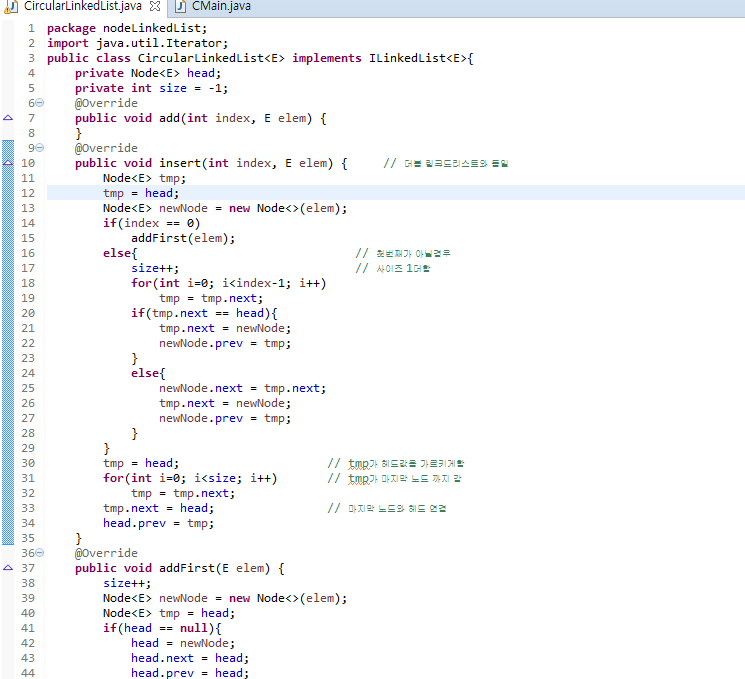 CircularLinkedList.java CMain.java
1 package nodeLinkedList;
2 import java.util.Iterator;
3 public class CircularLinkedList<E> implements ILinkedList<E>{
4 private Node<E> head;
5 private int size = -1;
6 @Override
7 public void add(int index, E elem) {
8 }
9 @Override
10 public void insert(int index, E elem) { // 더블 링크드리스트와 동일
11 Node<E> tmp;
12 tmp = head;
13 Node<E> newNode = new Node<>(elem);
14 if(index == 0)
15 addFirst(elem);
16 else{ // 첫번째가 아닐경우
17 size++; // 사이즈 1더함
18 for(int i=0; i<index-1; i++)
19 tmp = tmp.next;
20 if(tmp.next == head){
21 tmp.next = newNode;
22 newNode.prev = tmp;
23 }
24 else{
25 newNode.next = tmp.next;
26 tmp.next = newNode;
27 newNode.prev = tmp;
28 }
29 }
30 tmp = head; // tmp가 헤드값을 가르키게함
31 for(int i=0; i<size; i++) // tmp가 마지막 노드 까지 감
32 tmp = tmp.next;
33 tmp.next = head; // 마지막 노드와 헤드 연결
34 head.prev = tmp;
35 }
36 @Override
37 public void addFirst(E elem) {
38 size++;
39 Node<E> newNode = new Node<>(elem);
40 Node<E> tmp = head;
41 if(head == null){
42 head = newNode;
43 head.next = head;
44 head.prev = head;